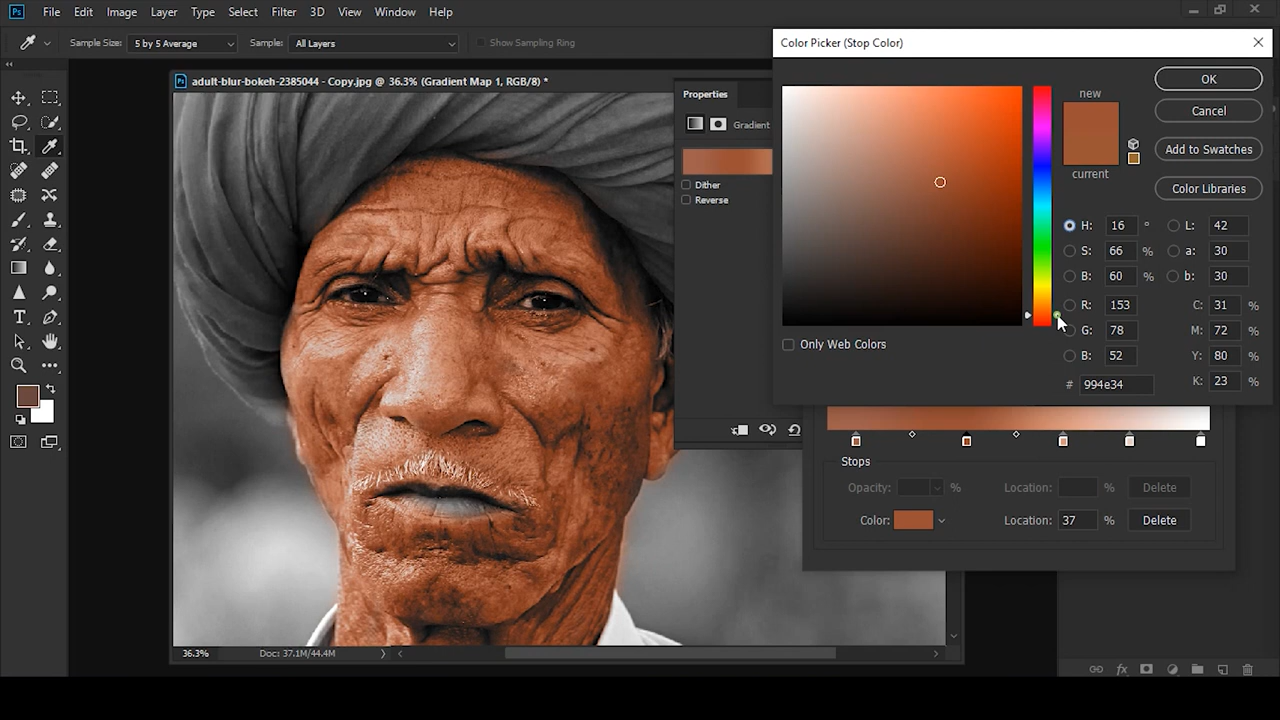 Ps File Edit Image Layer Type Select Filter 3D View Window Help
Sample Size: 5 by 5 Average Sample: All Layers Show Sampling Ring
Ps adult-blur-bokeh-2385044 - Copy.jpg @ 36.3% (Gradient Map 1, RGB/8) *
Properties
Gradient
Dither
Reverse
Color Picker (Stop Color)
new
current
OK
Cancel
Add to Swatches
Color Libraries
H: 16 ° L: 42
S: 66 % a: 30
B: 60 % b: 30
R: 153 C: 31 %
G: 78 M: 72 %
B: 52 Y: 80 %
# 994e34 K: 23 %
Only Web Colors
Stops
Opacity: % Location: % Delete
Color: Location: 37 % Delete
36.3% Doc: 37.1M/44.4M
fx